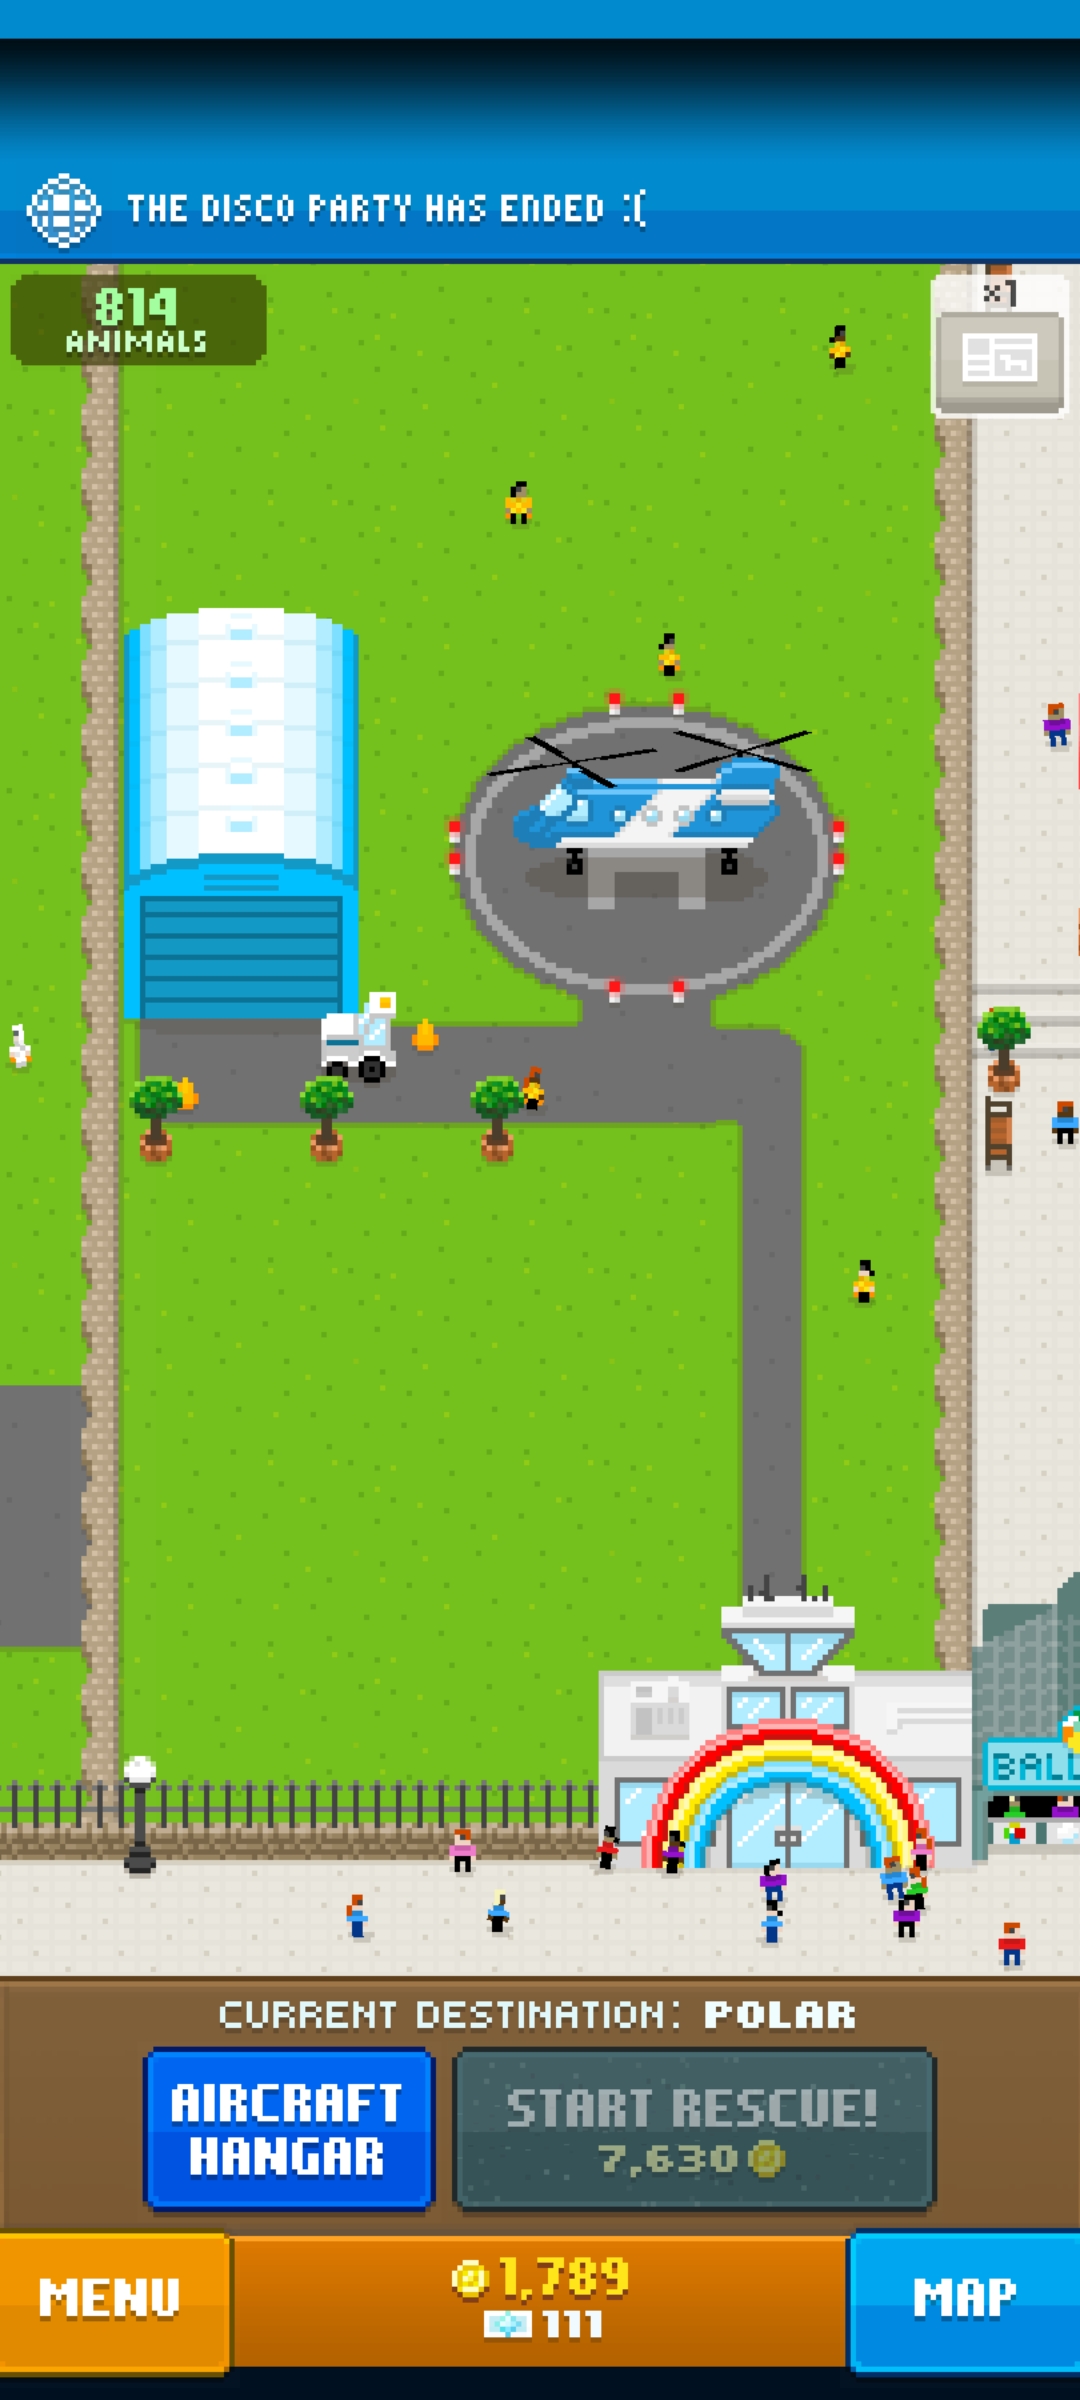 THE DISCO PARTY HAS ENDED :(
814
ANIMALS
x1
BALL
CURRENT DESTINATION: POLAR
AIRCRAFT
HANGAR
START RESCUE!
7,630
MENU
1,789
111
MAP